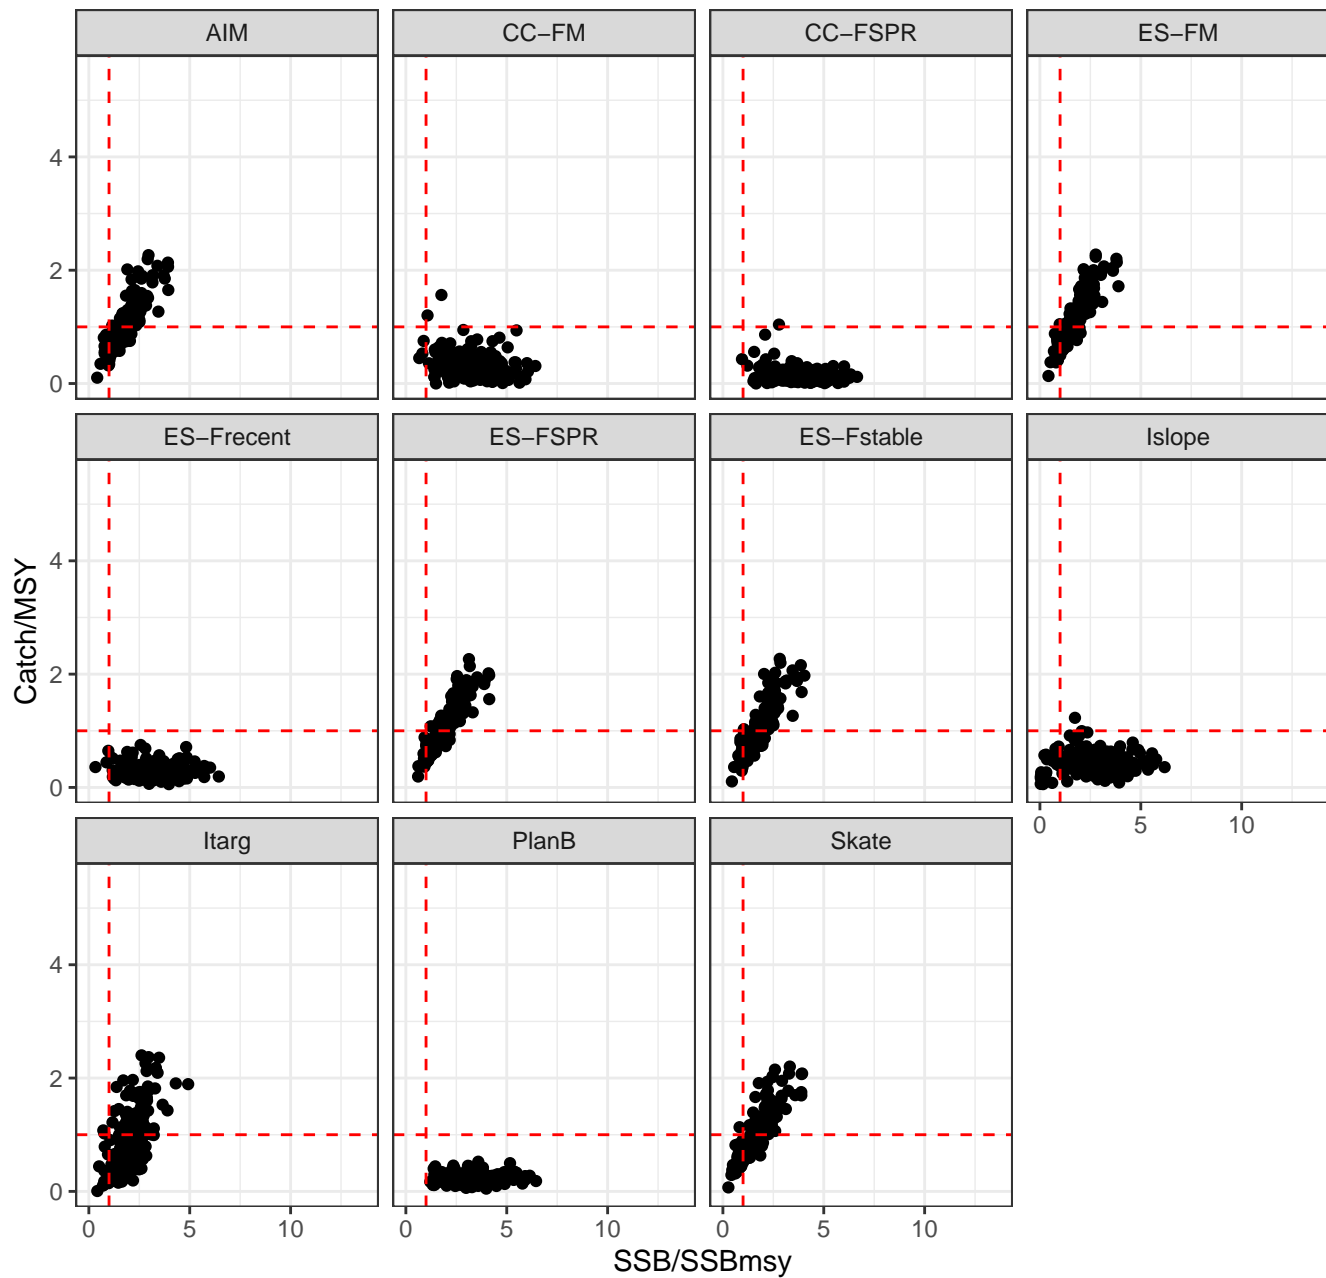 AIM CC−FM CC−FSPR ES−FM
4
2
0
ES−Frecent ES−FSPR ES−Fstable Islope
4
2
0
0 5 10
Itarg PlanB Skate
4
2
0
0 5 10 0 5 10 0 5 10
SSB/SSBmsy
Catch/MSY